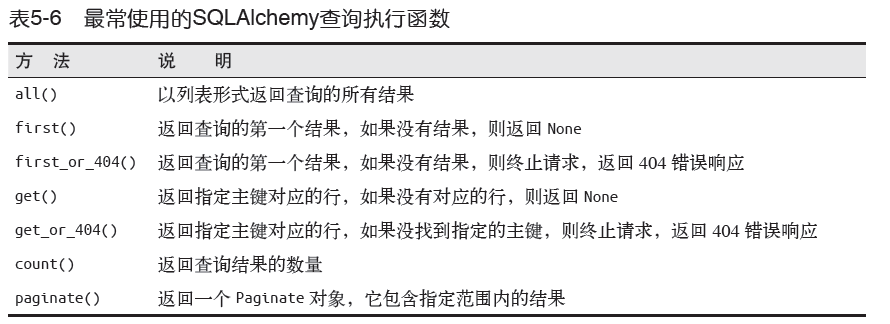 表5-6 最常使用的SQLAlchemy查询执行函数
方 法 说 明
all() 以列表形式返回查询的所有结果
first() 返回查询的第一个结果，如果没有结果，则返回 None
first_or_404() 返回查询的第一个结果，如果没有结果，则终止请求，返回 404 错误响应
get() 返回指定主键对应的行，如果没有对应的行，则返回 None
get_or_404() 返回指定主键对应的行，如果没找到指定的主键，则终止请求，返回 404 错误响应
count() 返回查询结果的数量
paginate() 返回一个 Paginate 对象，它包含指定范围内的结果